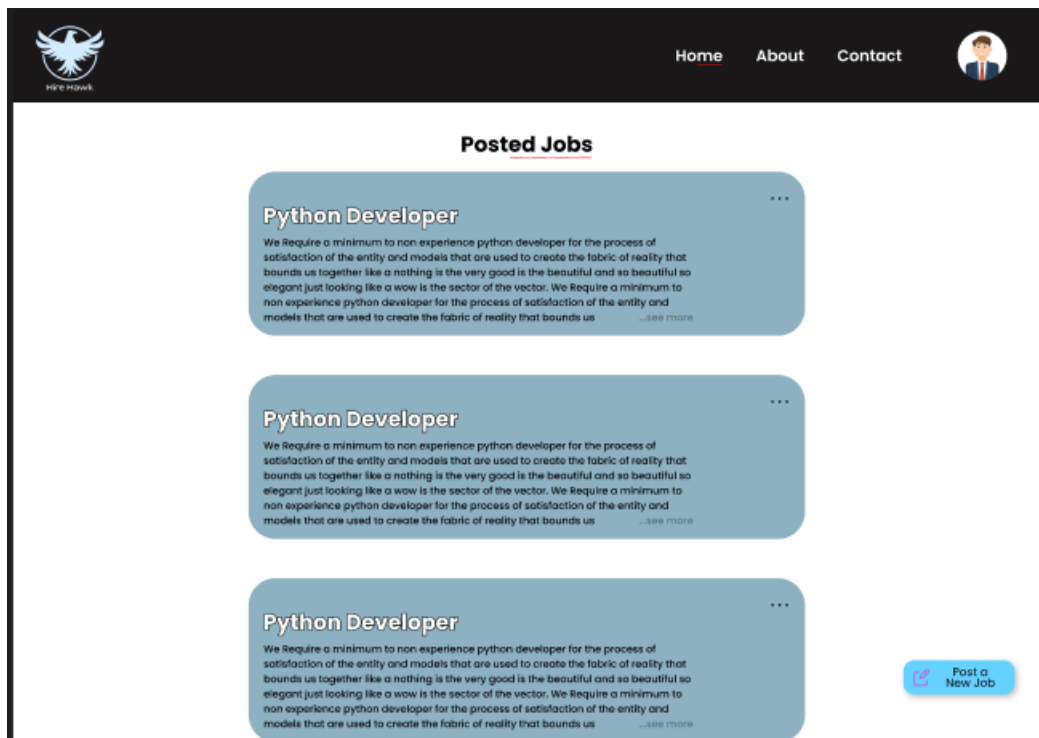 Hire Hawk
Home About Contact
Posted Jobs
...
Python Developer
We Require a minimum to non experience python developer for the process of
satisfaction of the entity and models that are used to create the fabric of reality that
bounds us together like a nothing is the very good is the beautiful and so beautiful so
elegant just looking like a wow is the sector of the vector. We Require a minimum to
non experience python developer for the process of satisfaction of the entity and
models that are used to create the fabric of reality that bounds us ...see more
...
Python Developer
We Require a minimum to non experience python developer for the process of
satisfaction of the entity and models that are used to create the fabric of reality that
bounds us together like a nothing is the very good is the beautiful and so beautiful so
elegant just looking like a wow is the sector of the vector. We Require a minimum to
non experience python developer for the process of satisfaction of the entity and
models that are used to create the fabric of reality that bounds us ...see more
...
Python Developer
We Require a minimum to non experience python developer for the process of
satisfaction of the entity and models that are used to create the fabric of reality that
bounds us together like a nothing is the very good is the beautiful and so beautiful so
elegant just looking like a wow is the sector of the vector. We Require a minimum to
non experience python developer for the process of satisfaction of the entity and
models that are used to create the fabric of reality that bounds us ...see more
Post a
New Job